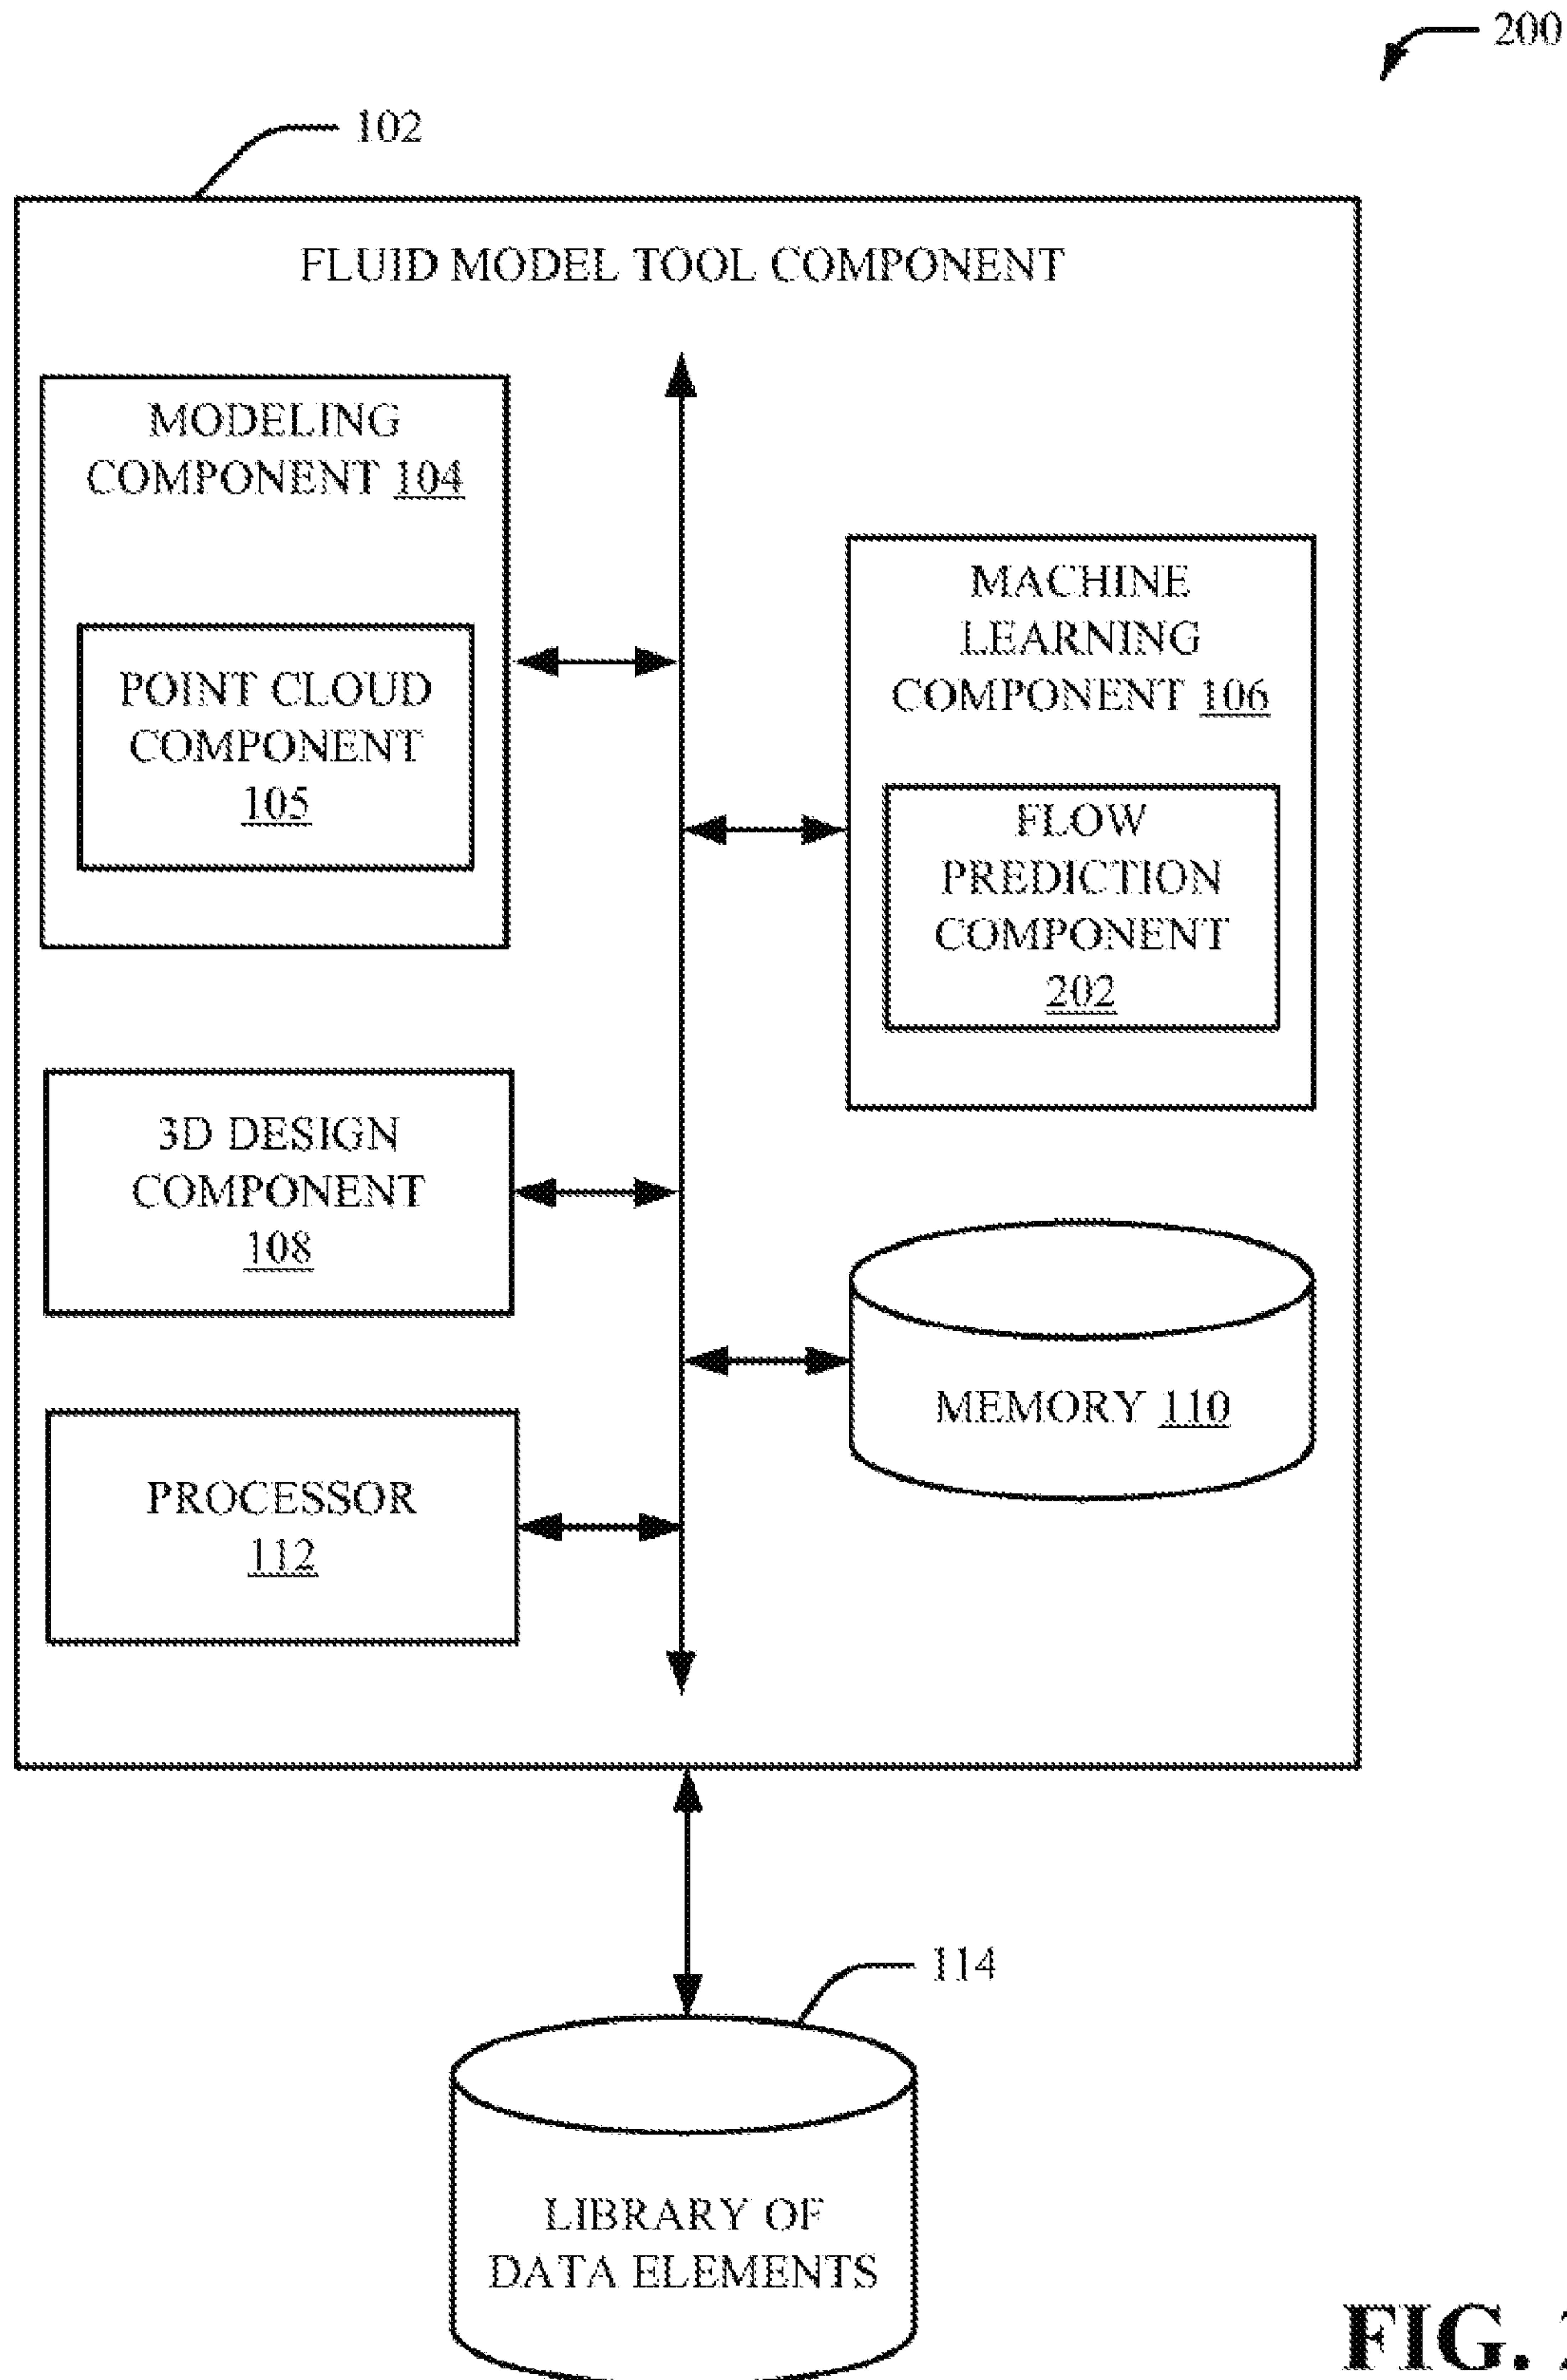 200
102
FLUID MODEL TOOL COMPONENT
MODELING
COMPONENT 104
POINT CLOUD
COMPONENT
105
MACHINE
LEARNING
COMPONENT 106
FLOW
PREDICTION
COMPONENT
202
3D DESIGN
COMPONENT
108
MEMORY 110
PROCESSOR
112
114
LIBRARY OF
DATA ELEMENTS
FIG.